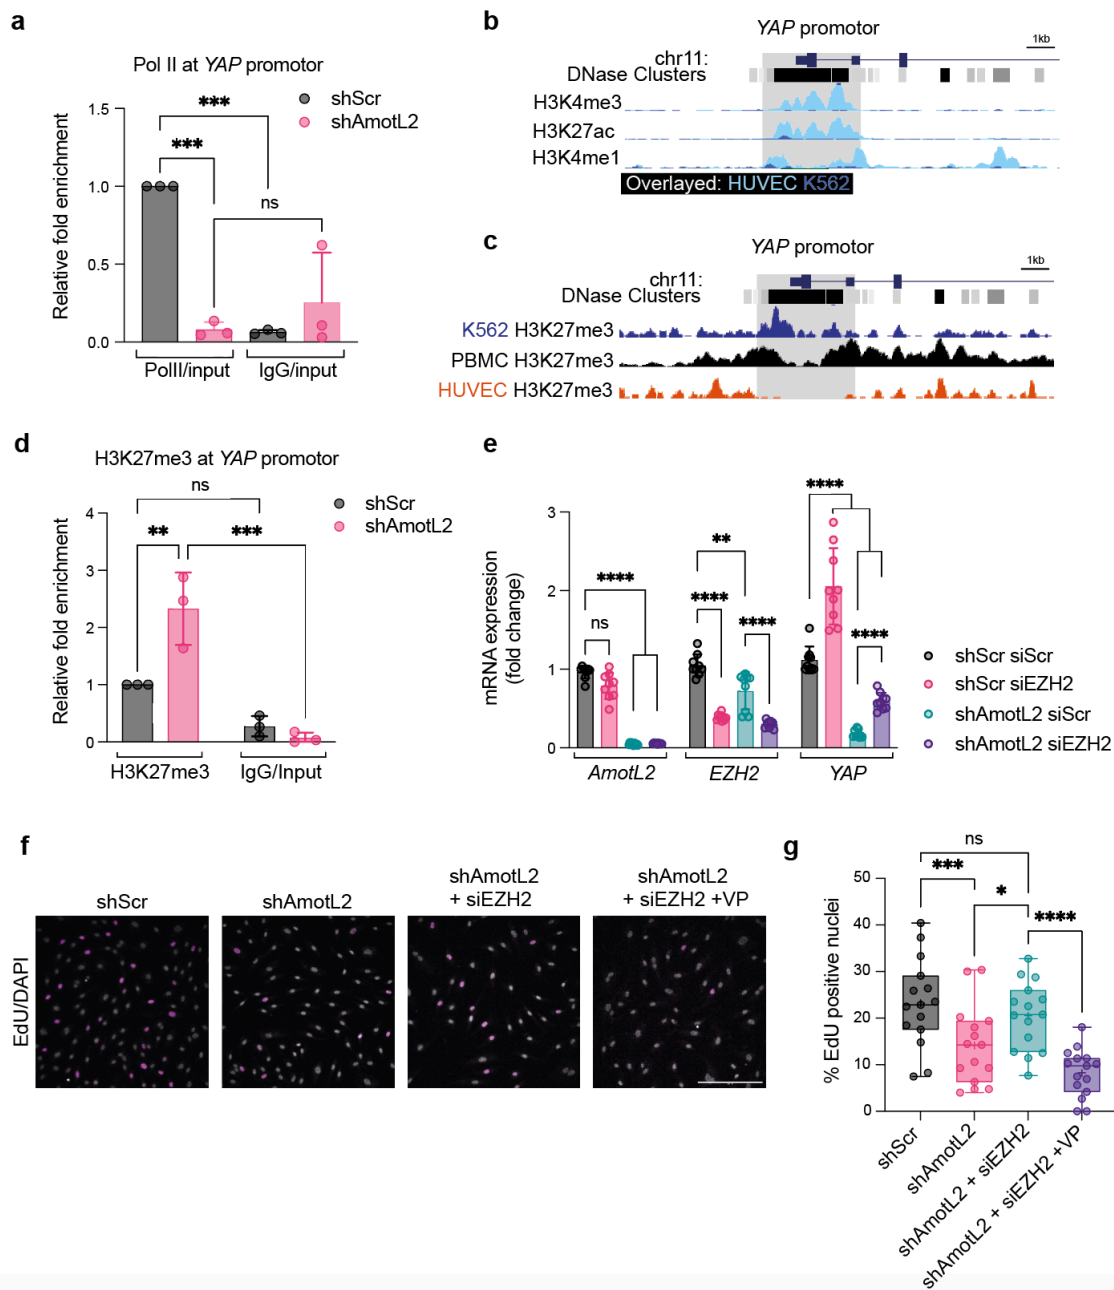 a
Pol II at YAP promotor
shScr
shAmotL2
Relative fold enrichment
1.5
1.0
0.5
0.0
***
***
ns
PolII/input
IgG/input
b
YAP promotor
1kb
chr11:
DNase Clusters
H3K4me3
H3K27ac
H3K4me1
Overlayed: HUVEC K562
c
YAP promotor
1kb
chr11:
DNase Clusters
K562 H3K27me3
PBMC H3K27me3
HUVEC H3K27me3
d
H3K27me3 at YAP promotor
ns
shScr
shAmotL2
Relative fold enrichment
4
3
2
1
0
**
***
H3K27me3
IgG/Input
e
mRNA expression
(fold change)
3
2
1
0
****
ns
**
****
****
****
****
AmotL2
EZH2
YAP
shScr siScr
shScr siEZH2
shAmotL2 siScr
shAmotL2 siEZH2
f
shScr
shAmotL2
shAmotL2
+ siEZH2
shAmotL2
+ siEZH2 +VP
EdU/DAPI
g
ns
***
*
****
% EdU positive nuclei
50
40
30
20
10
0
shScr
shAmotL2
shAmotL2 + siEZH2
shAmotL2 + siEZH2 +VP